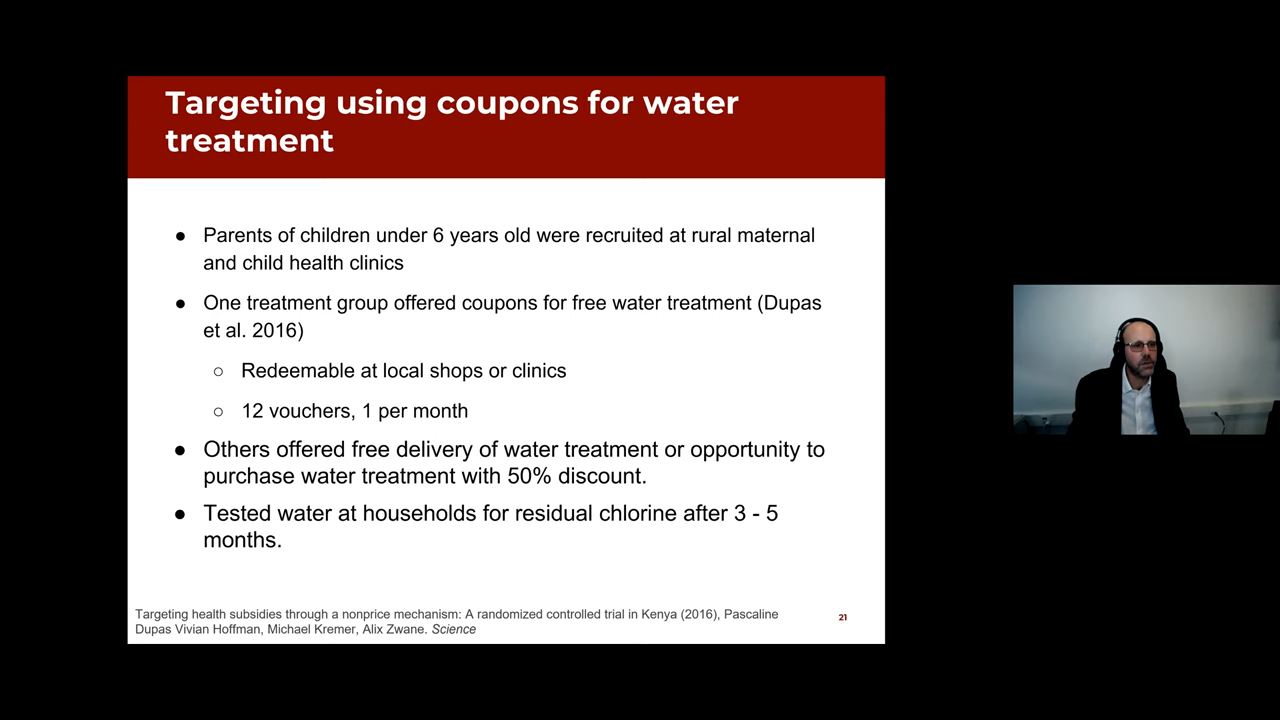 Targeting using coupons for water
treatment
● Parents of children under 6 years old were recruited at rural maternal
and child health clinics
● One treatment group offered coupons for free water treatment (Dupas
et al. 2016)
○ Redeemable at local shops or clinics
○ 12 vouchers, 1 per month
● Others offered free delivery of water treatment or opportunity to
purchase water treatment with 50% discount.
● Tested water at households for residual chlorine after 3 - 5
months.
Targeting health subsidies through a nonprice mechanism: A randomized controlled trial in Kenya (2016), Pascaline
Dupas Vivian Hoffman, Michael Kremer, Alix Zwane. Science
21